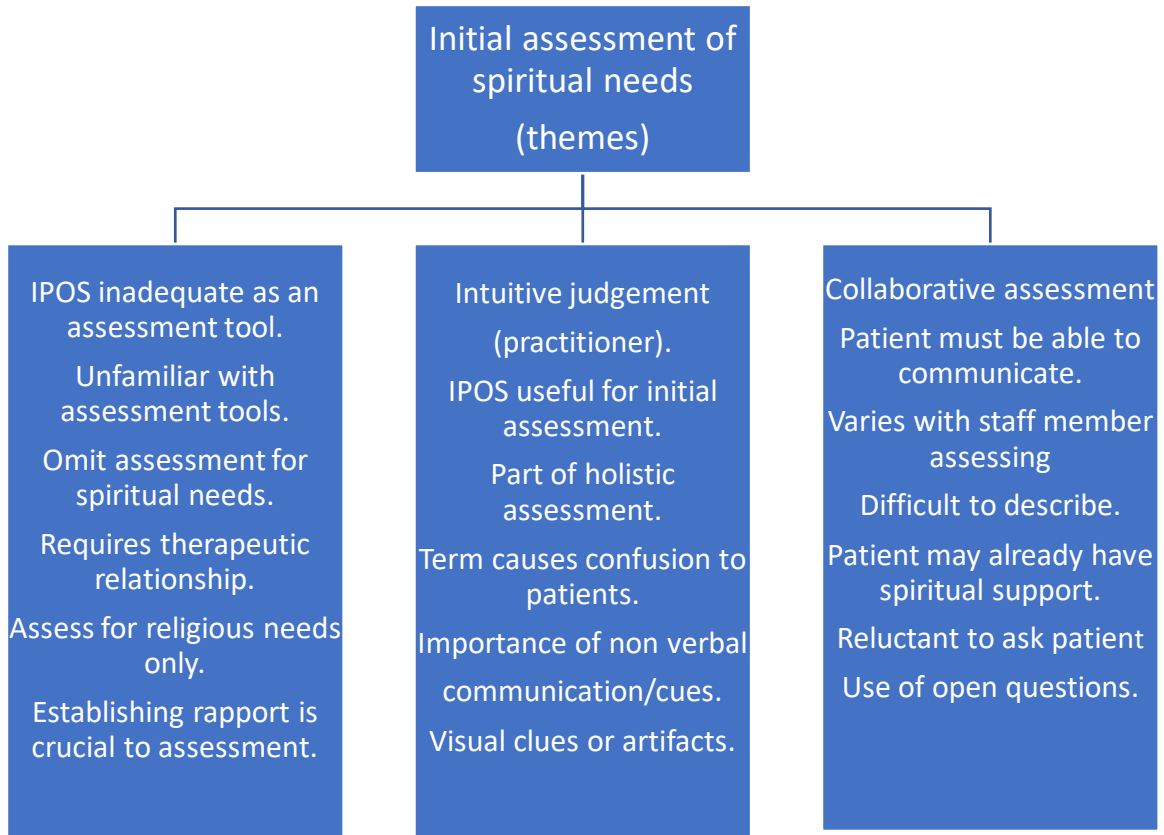 Initial assessment of
spiritual needs
(themes)
IPOS inadequate as an
assessment tool.
Unfamiliar with
assessment tools.
Omit assessment for
spiritual needs.
Requires therapeutic
relationship.
Assess for religious needs
only.
Establishing rapport is
crucial to assessment.
Intuitive judgement
(practitioner).
IPOS useful for initial
assessment.
Part of holistic
assessment.
Term causes confusion to
patients.
Importance of non verbal
communication/cues.
Visual clues or artifacts.
Collaborative assessment
Patient must be able to
communicate.
Varies with staff member
assessing
Difficult to describe.
Patient may already have
spiritual support.
Reluctant to ask patient
Use of open questions.